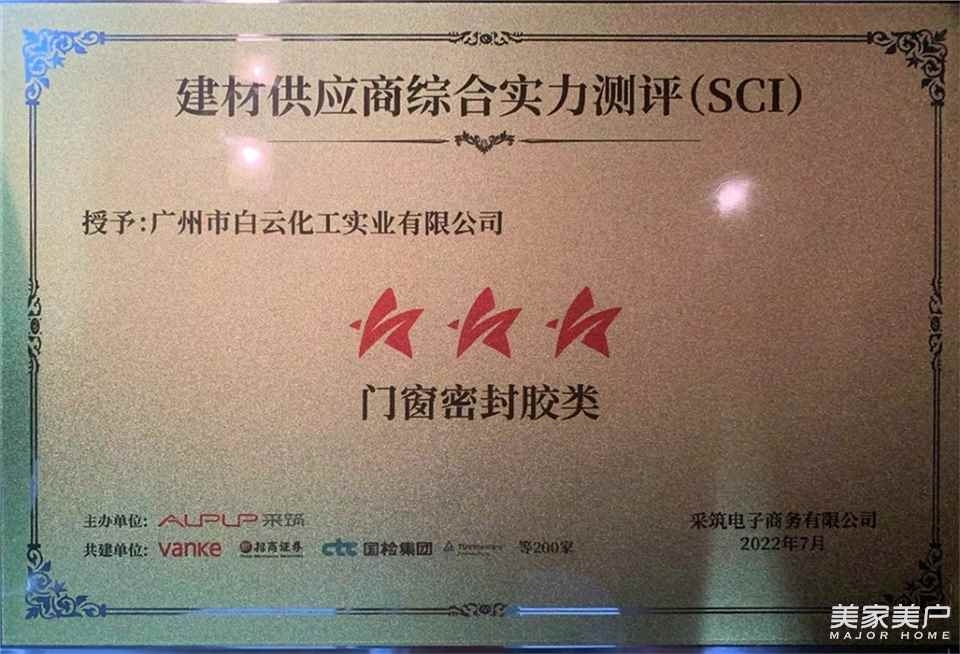 建材供应商综合实力测评(SCI)
授予:广州市白云化工实业有限公司
门窗密封胶类
主办单位: AUPUP 采筑
共建单位: vanke 招商证券 ctc 国检集团 等200家
采筑电子商务有限公司
2022年7月
美家美户
MAJOR HOME